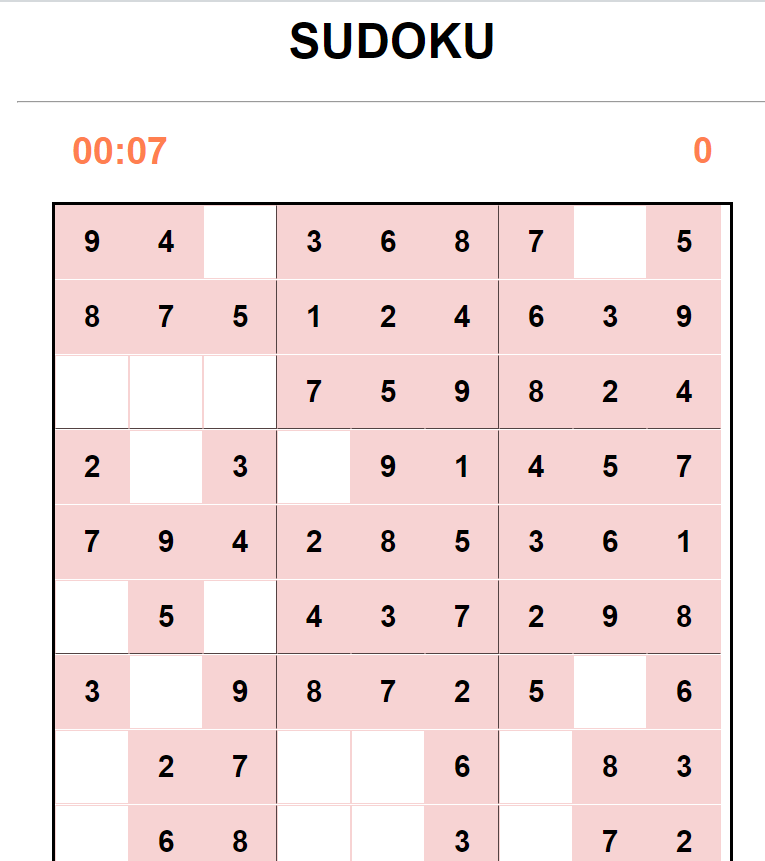 SUDOKU
00:07 0
9 4 3 6 8 7 5
8 7 5 1 2 4 6 3 9
7 5 9 8 2 4
2 3 9 1 4 5 7
7 9 4 2 8 5 3 6 1
5 4 3 7 2 9 8
3 9 8 7 2 5 6
2 7 6 8 3
6 8 3 7 2